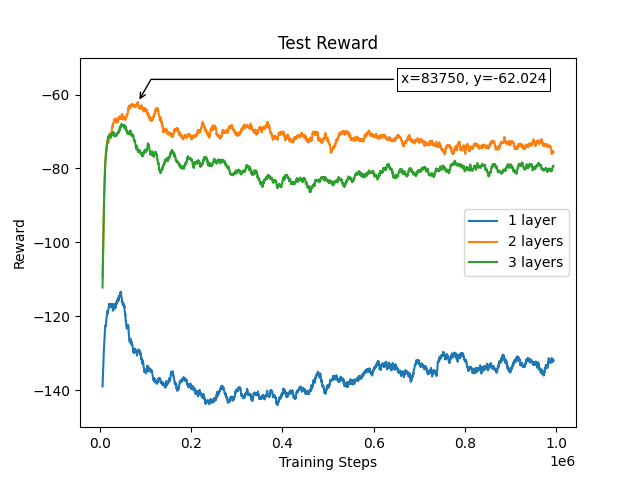 Test Reward
x=83750, y=-62.024
−60
−80
−100
−120
−140
Reward
1 layer
2 layers
3 layers
0.0
0.2
0.4
0.6
0.8
1.0
1e6
Training Steps